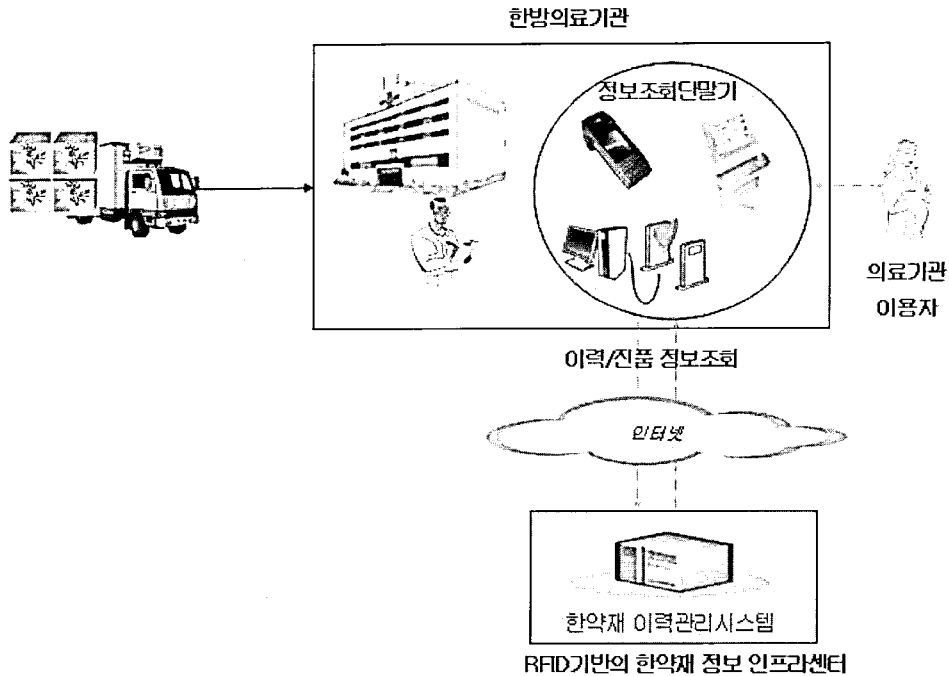 한방의료기관
정보조회단말기
의료기관
이용자
이력/진품 정보조회
인터넷
한약재 이력관리시스템
RFID기반의 한약재 정보 인프라센터